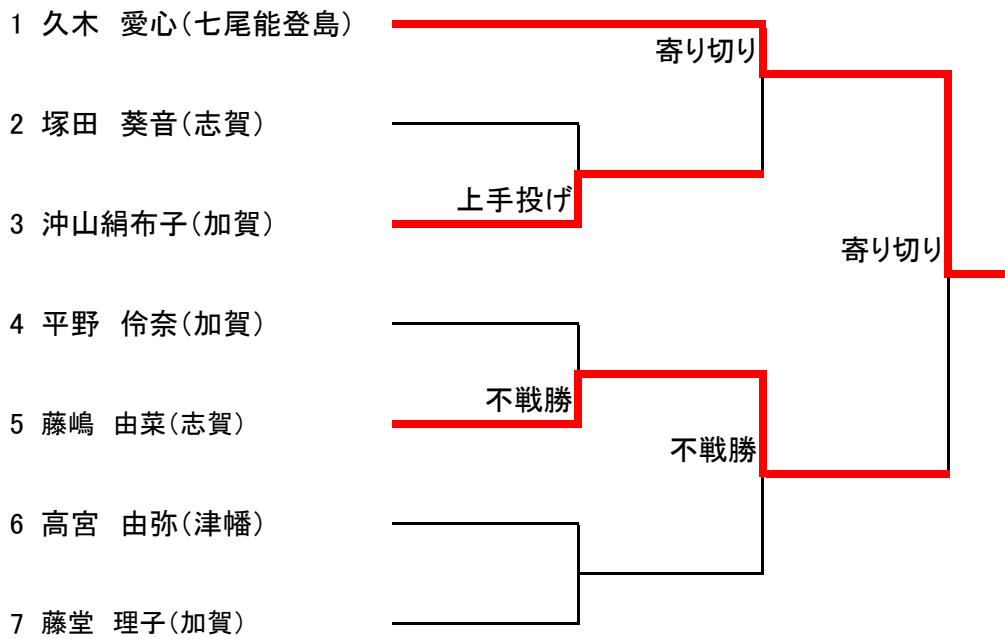 1 久木　愛心（七尾能登島）
寄り切り
2 塚田　葵音（志賀）
上手投げ
3 沖山絹布子（加賀）
寄り切り
4 平野　伶奈（加賀）
不戦勝
5 藤嶋　由菜（志賀）
不戦勝
6 高宮　由弥（津幡）
7 藤堂　理子（加賀）